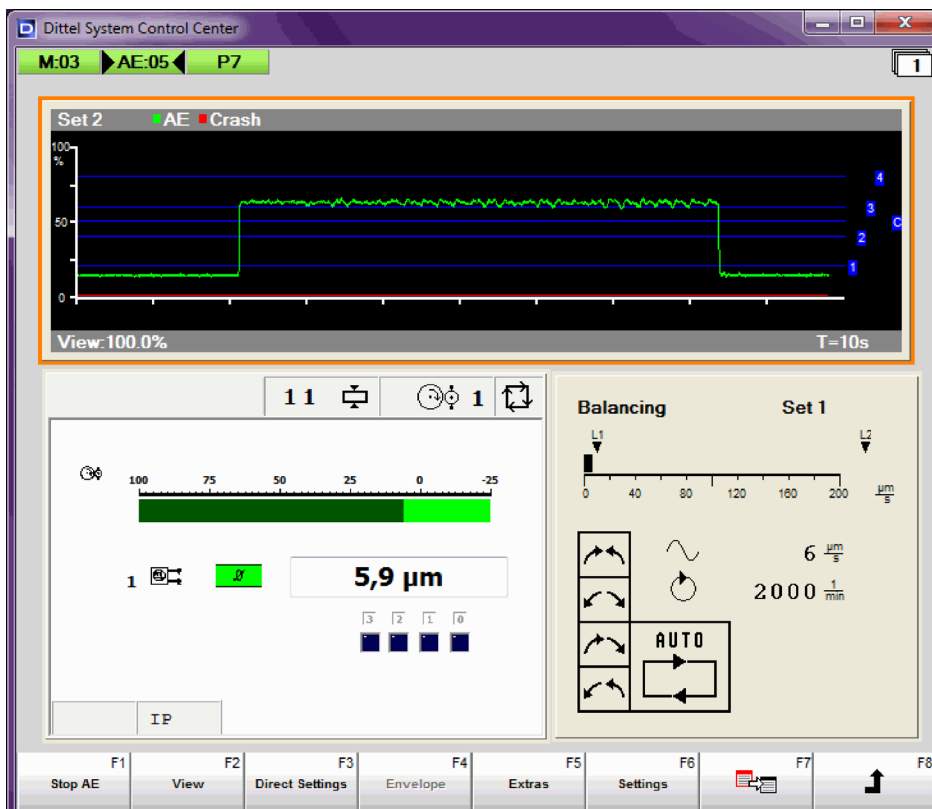 Dittel System Control Center
M:03 AE:05 P7 1
Set 2 AE Crash
100
%
4
3
50 C
2
1
0
View:100.0% T=10s
1 1 1
Balancing Set 1
L1 L2
100 75 50 25 0 -25
0 40 80 120 160 200 µm/s
6 µm/s
2000 1/min
1 Ø 5,9 µm
3 2 1 0
AUTO
IP
F1 F2 F3 F4 F5 F6 F7 F8
Stop AE View Direct Settings Envelope Extras Settings